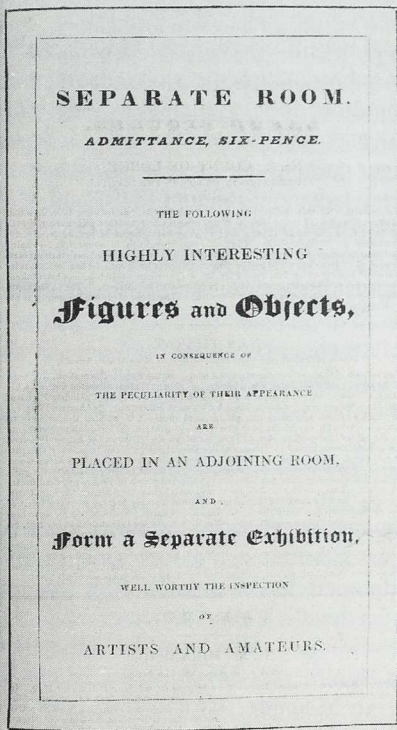 SEPARATE ROOM.
ADMITTANCE, SIX-PENCE.
THE FOLLOWING
HIGHLY INTERESTING
Figures and Objects,
IN CONSEQUENCE OF
THE PECULIARITY OF THEIR APPEARANCE
ARE
PLACED IN AN ADJOINING ROOM,
AND
Form a Separate Exhibition,
WELL WORTHY THE INSPECTION
OF
ARTISTS AND AMATEURS.